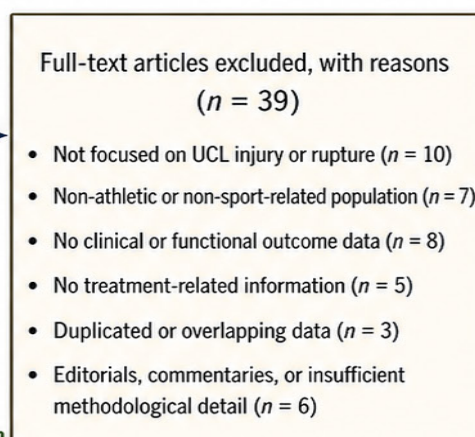 Full-text articles excluded, with reasons
(n = 39)
• Not focused on UCL injury or rupture (n = 10)
• Non-athletic or non-sport-related population (n = 7)
• No clinical or functional outcome data (n = 8)
• No treatment-related information (n = 5)
• Duplicated or overlapping data (n = 3)
• Editorials, commentaries, or insufficient
methodological detail (n = 6)